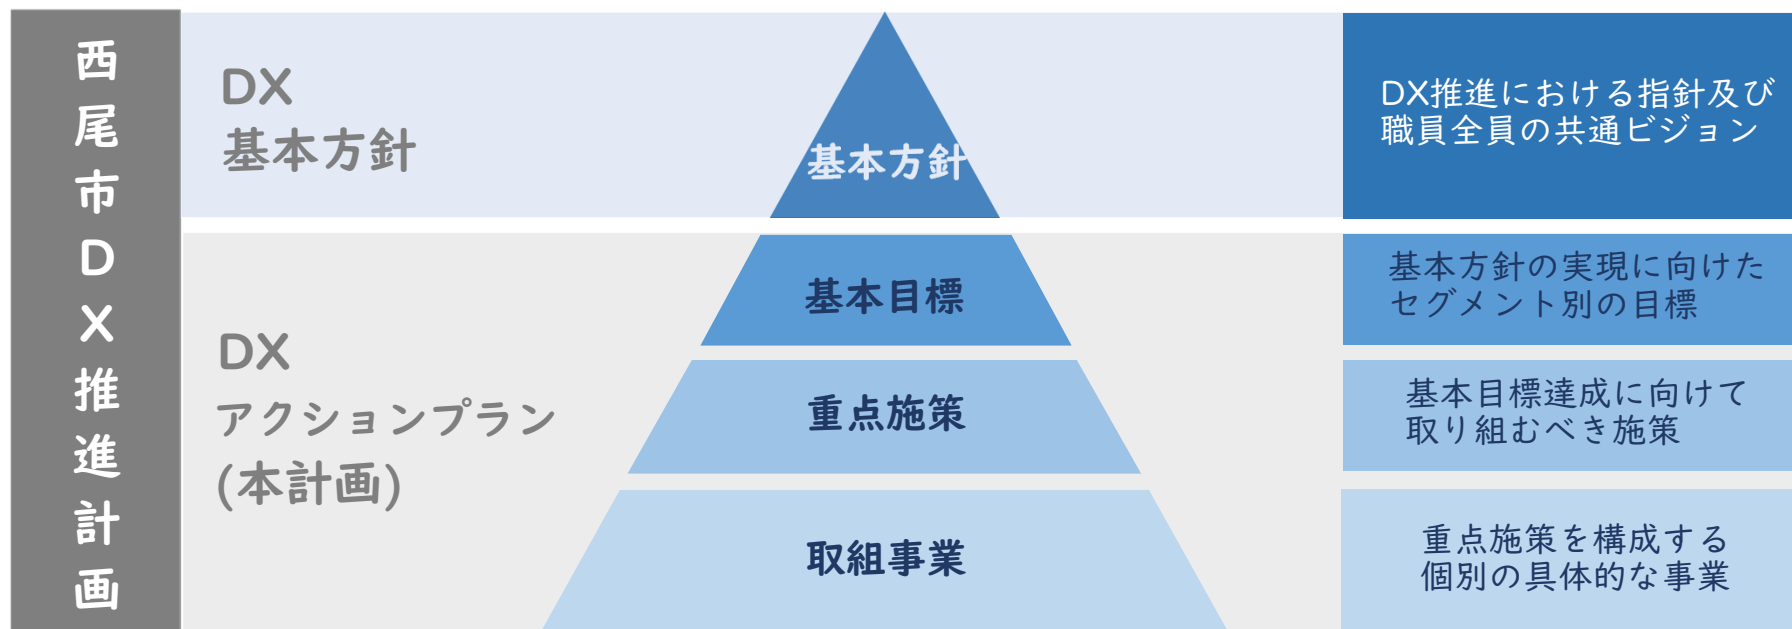 西尾市DX推進計画
DX
基本方針
基本方針
DX推進における指針及び
職員全員の共通ビジョン
DX
アクションプラン
(本計画)
基本目標
基本方針の実現に向けた
セグメント別の目標
重点施策
基本目標達成に向けて
取り組むべき施策
取組事業
重点施策を構成する
個別の具体的な事業